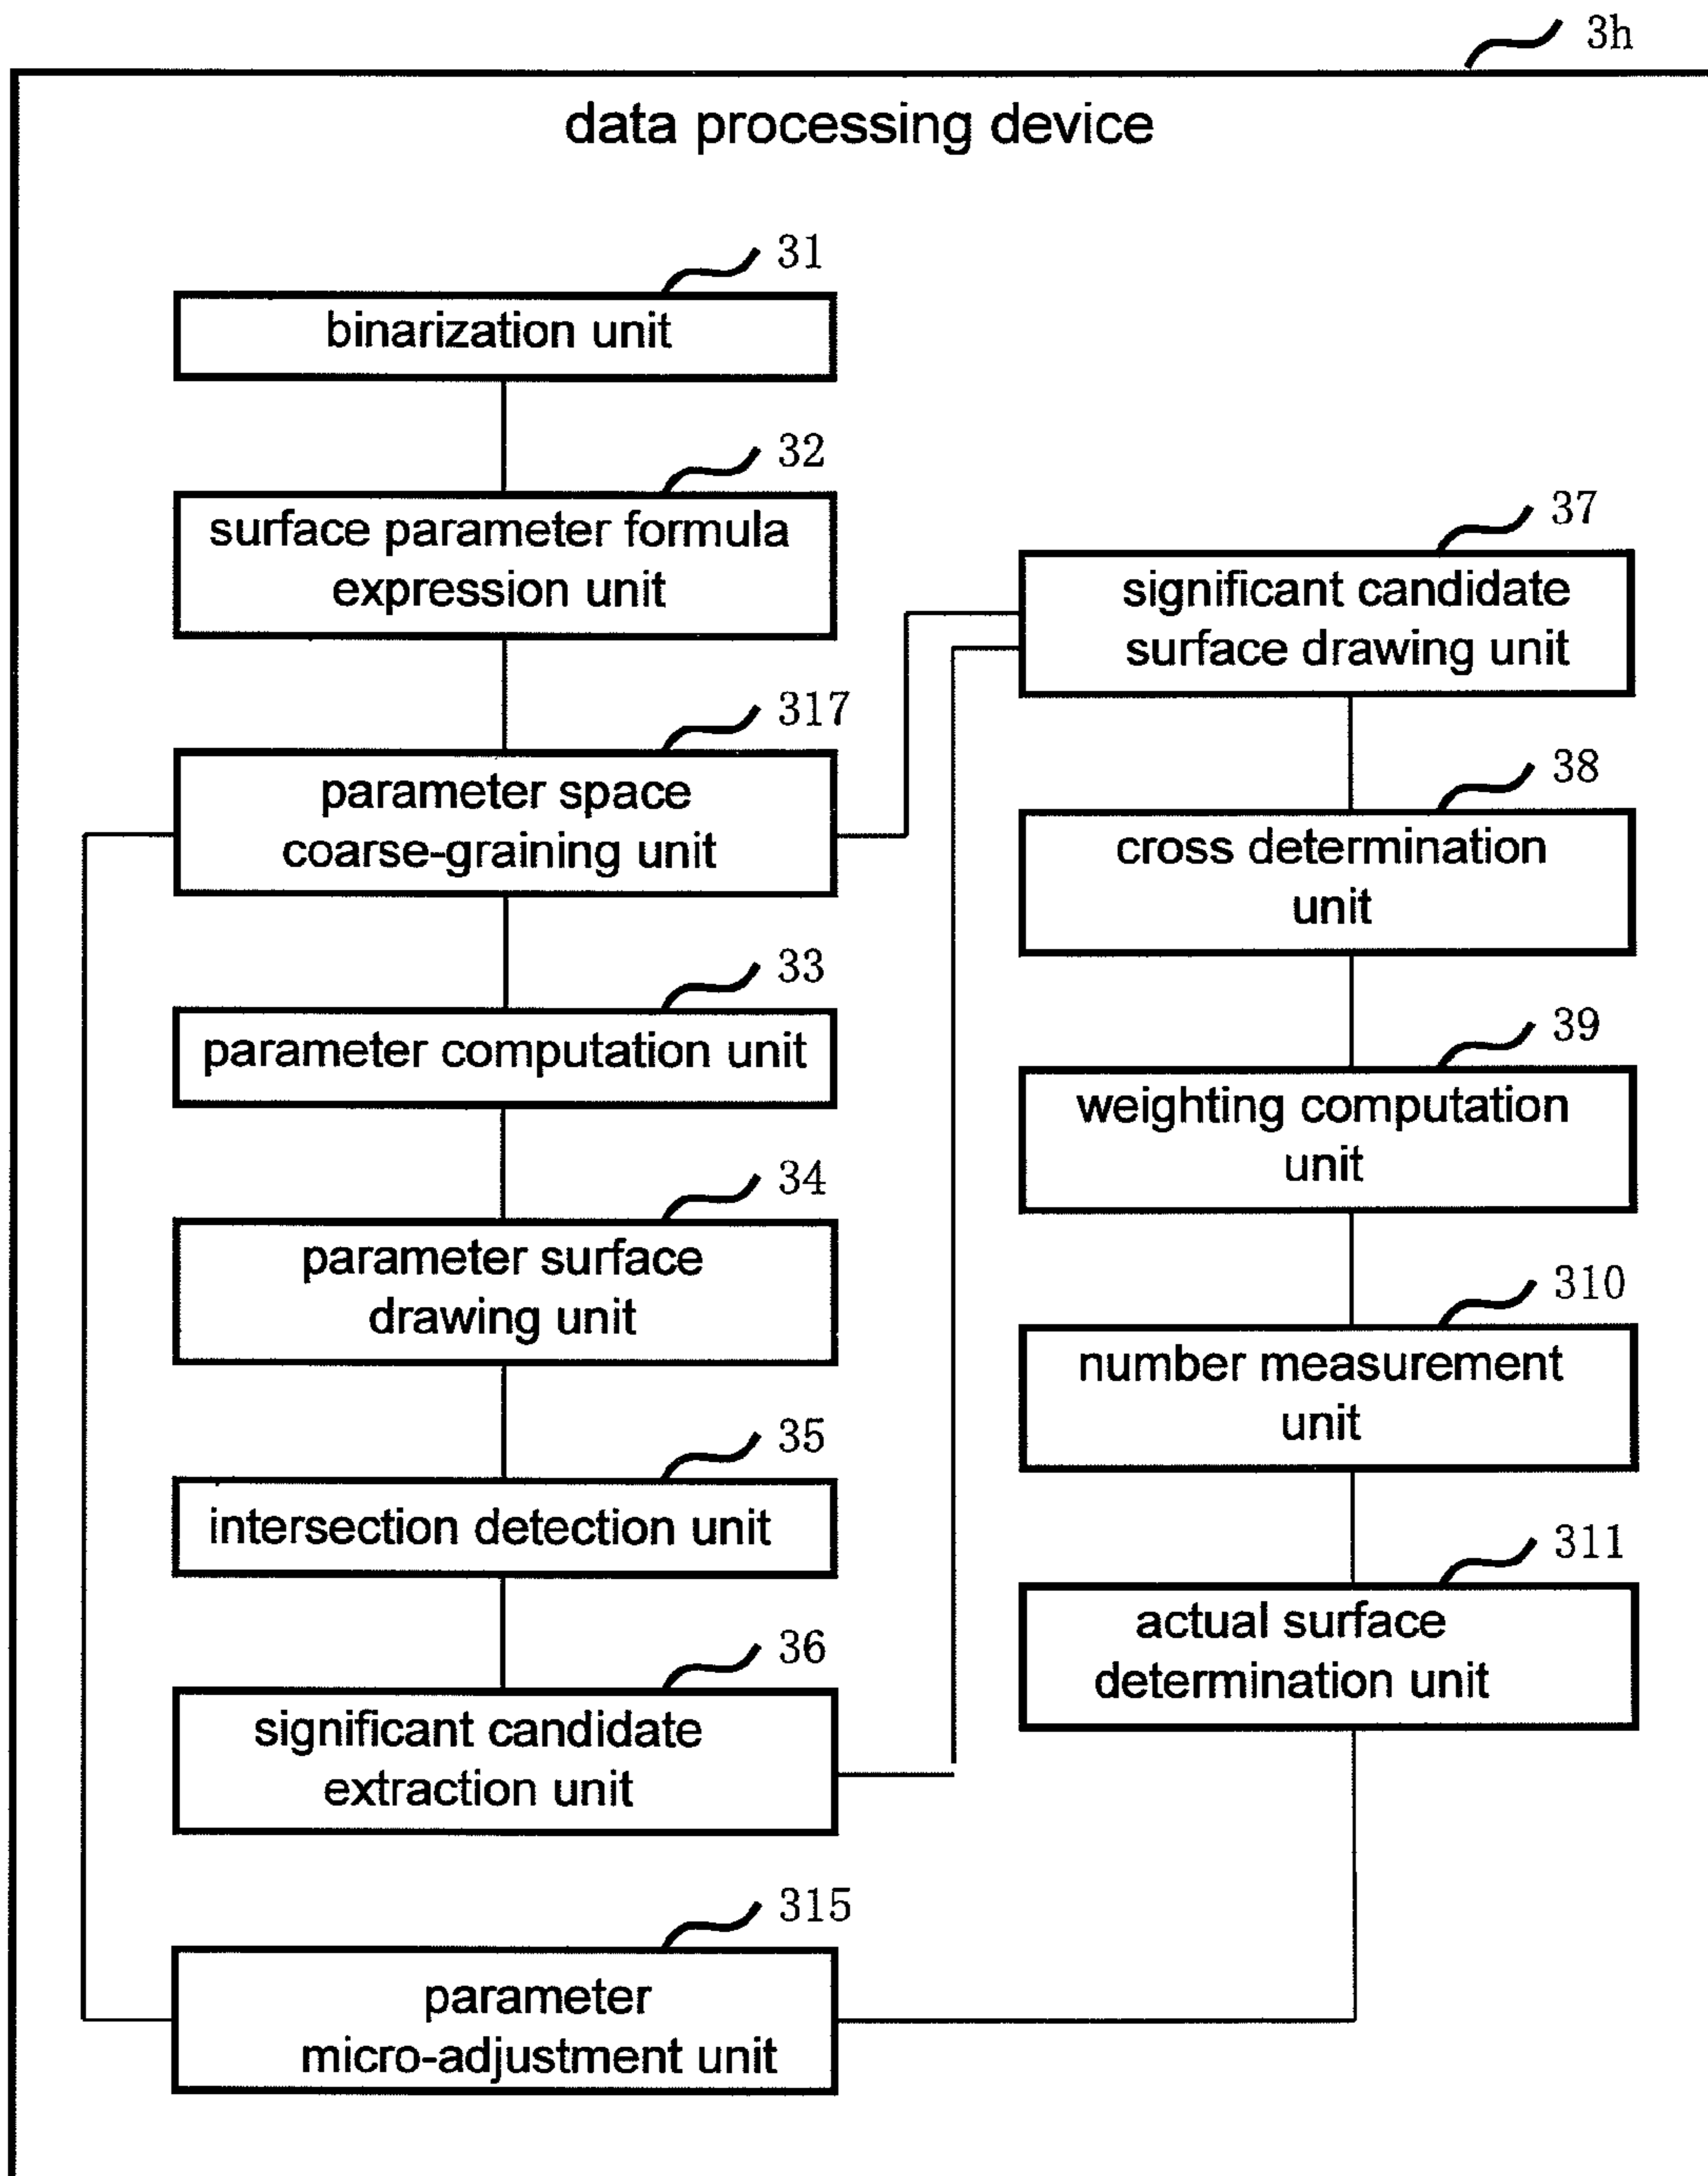 3h
data processing device
31
binarization unit
32
surface parameter formula
expression unit
317
parameter space
coarse-graining unit
33
parameter computation unit
34
parameter surface
drawing unit
35
intersection detection unit
36
significant candidate
extraction unit
315
parameter
micro-adjustment unit
37
significant candidate
surface drawing unit
38
cross determination
unit
39
weighting computation
unit
310
number measurement
unit
311
actual surface
determination unit